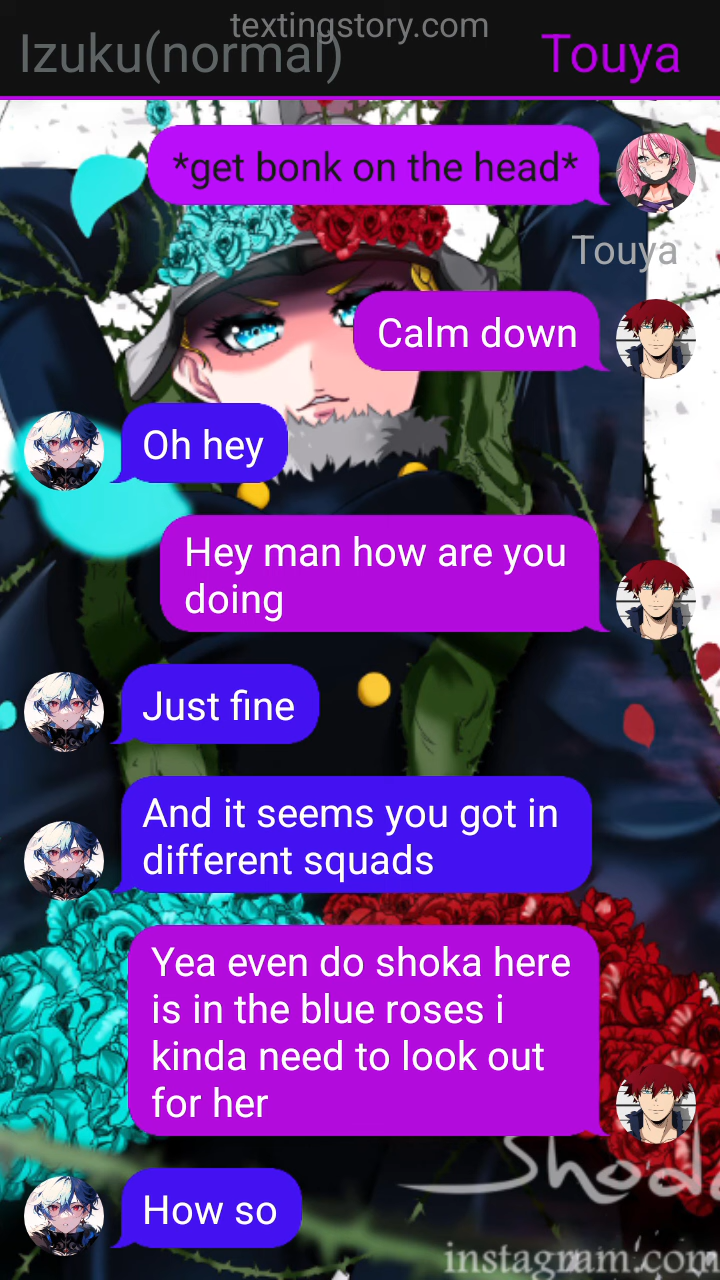 textingstory.com
Izuku(normal)
Touya
*get bonk on the head*
Touya
Calm down
Oh hey
Hey man how are you
doing
Just fine
And it seems you got in
different squads
Yea even do shoka here
is in the blue roses i
kinda need to look out
for her
Shod
How so
instagram.com